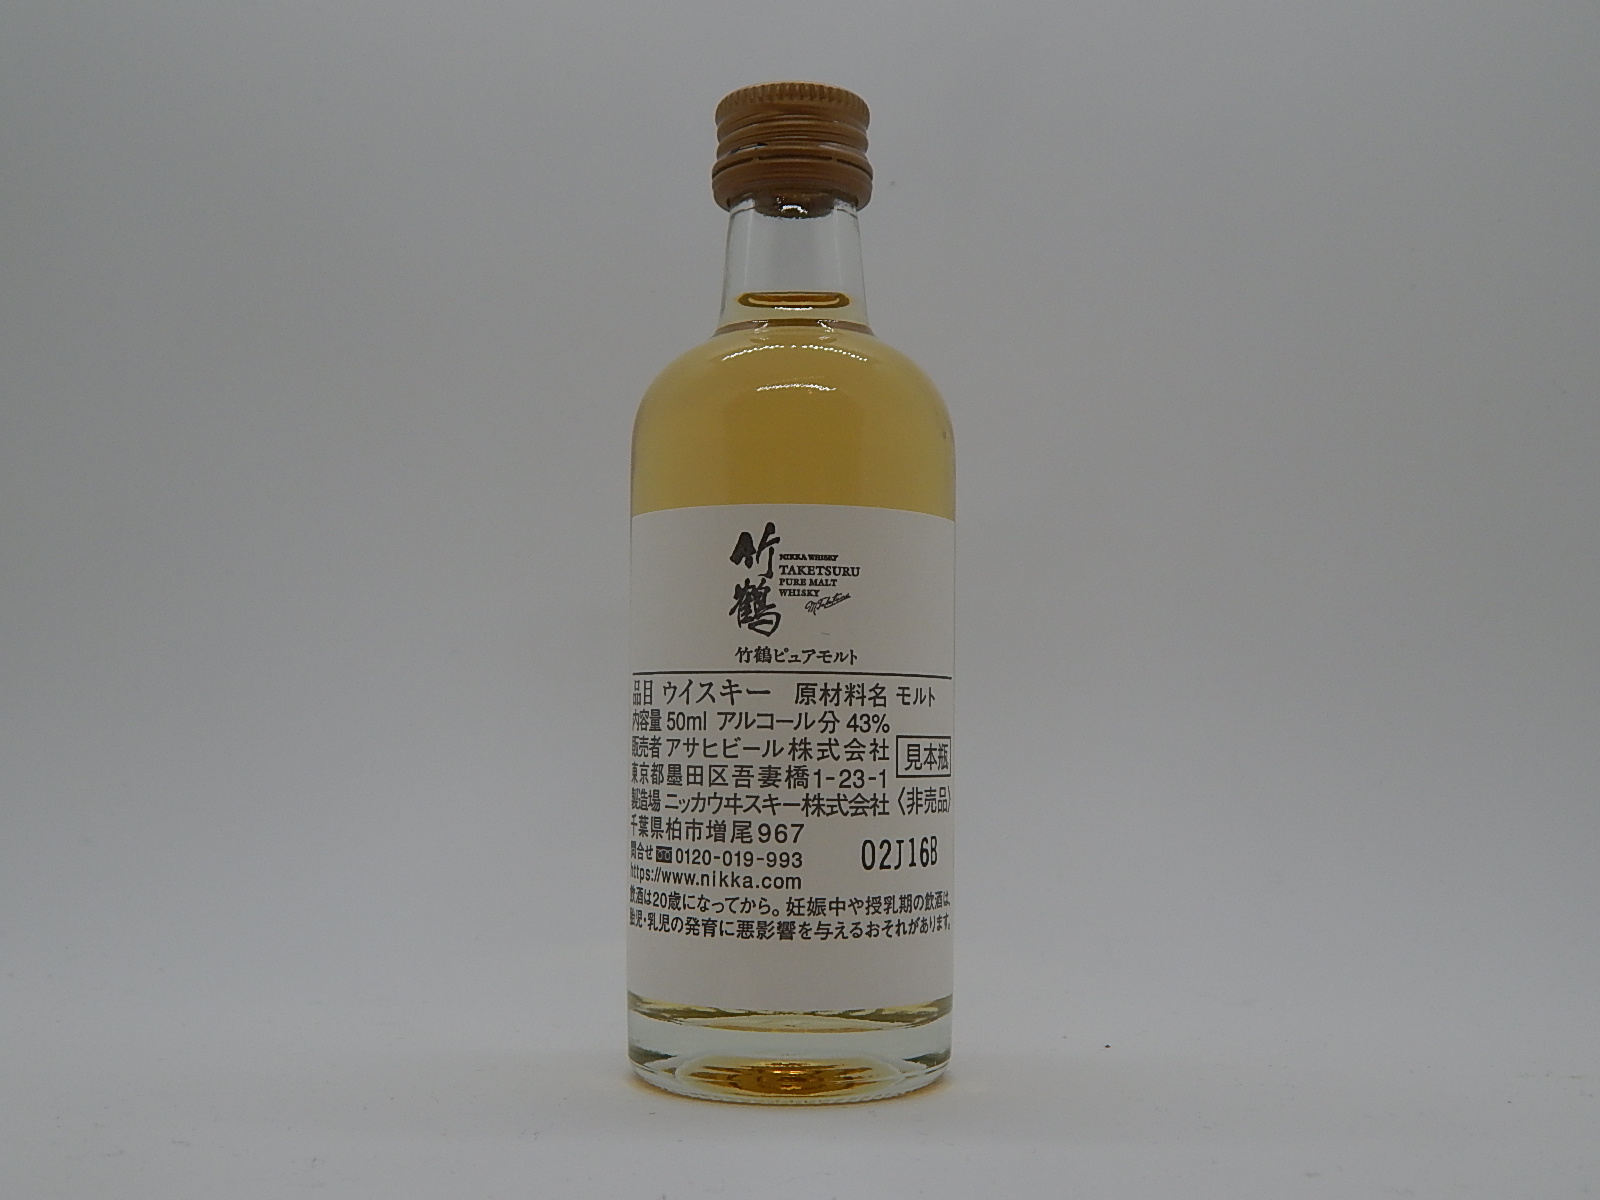 竹鶴
NIKKA WHISKY
TAKETSURU
PURE MALT
WHISKY
竹鶴ピュアモルト
品目 ウイスキー 原材料名 モルト
内容量 50ml アルコール分 43%
販売者 アサヒビール株式会社
東京都墨田区吾妻橋1-23-1
見本瓶
製造場 ニッカウヰスキー株式会社
〈非売品〉
千葉県柏市増尾967
問合せ 0120-019-993
02J16B
https://www.nikka.com
飲酒は20歳になってから。妊娠中や授乳期の飲酒は、
胎児・乳児の発育に悪影響を与えるおそれがあります。